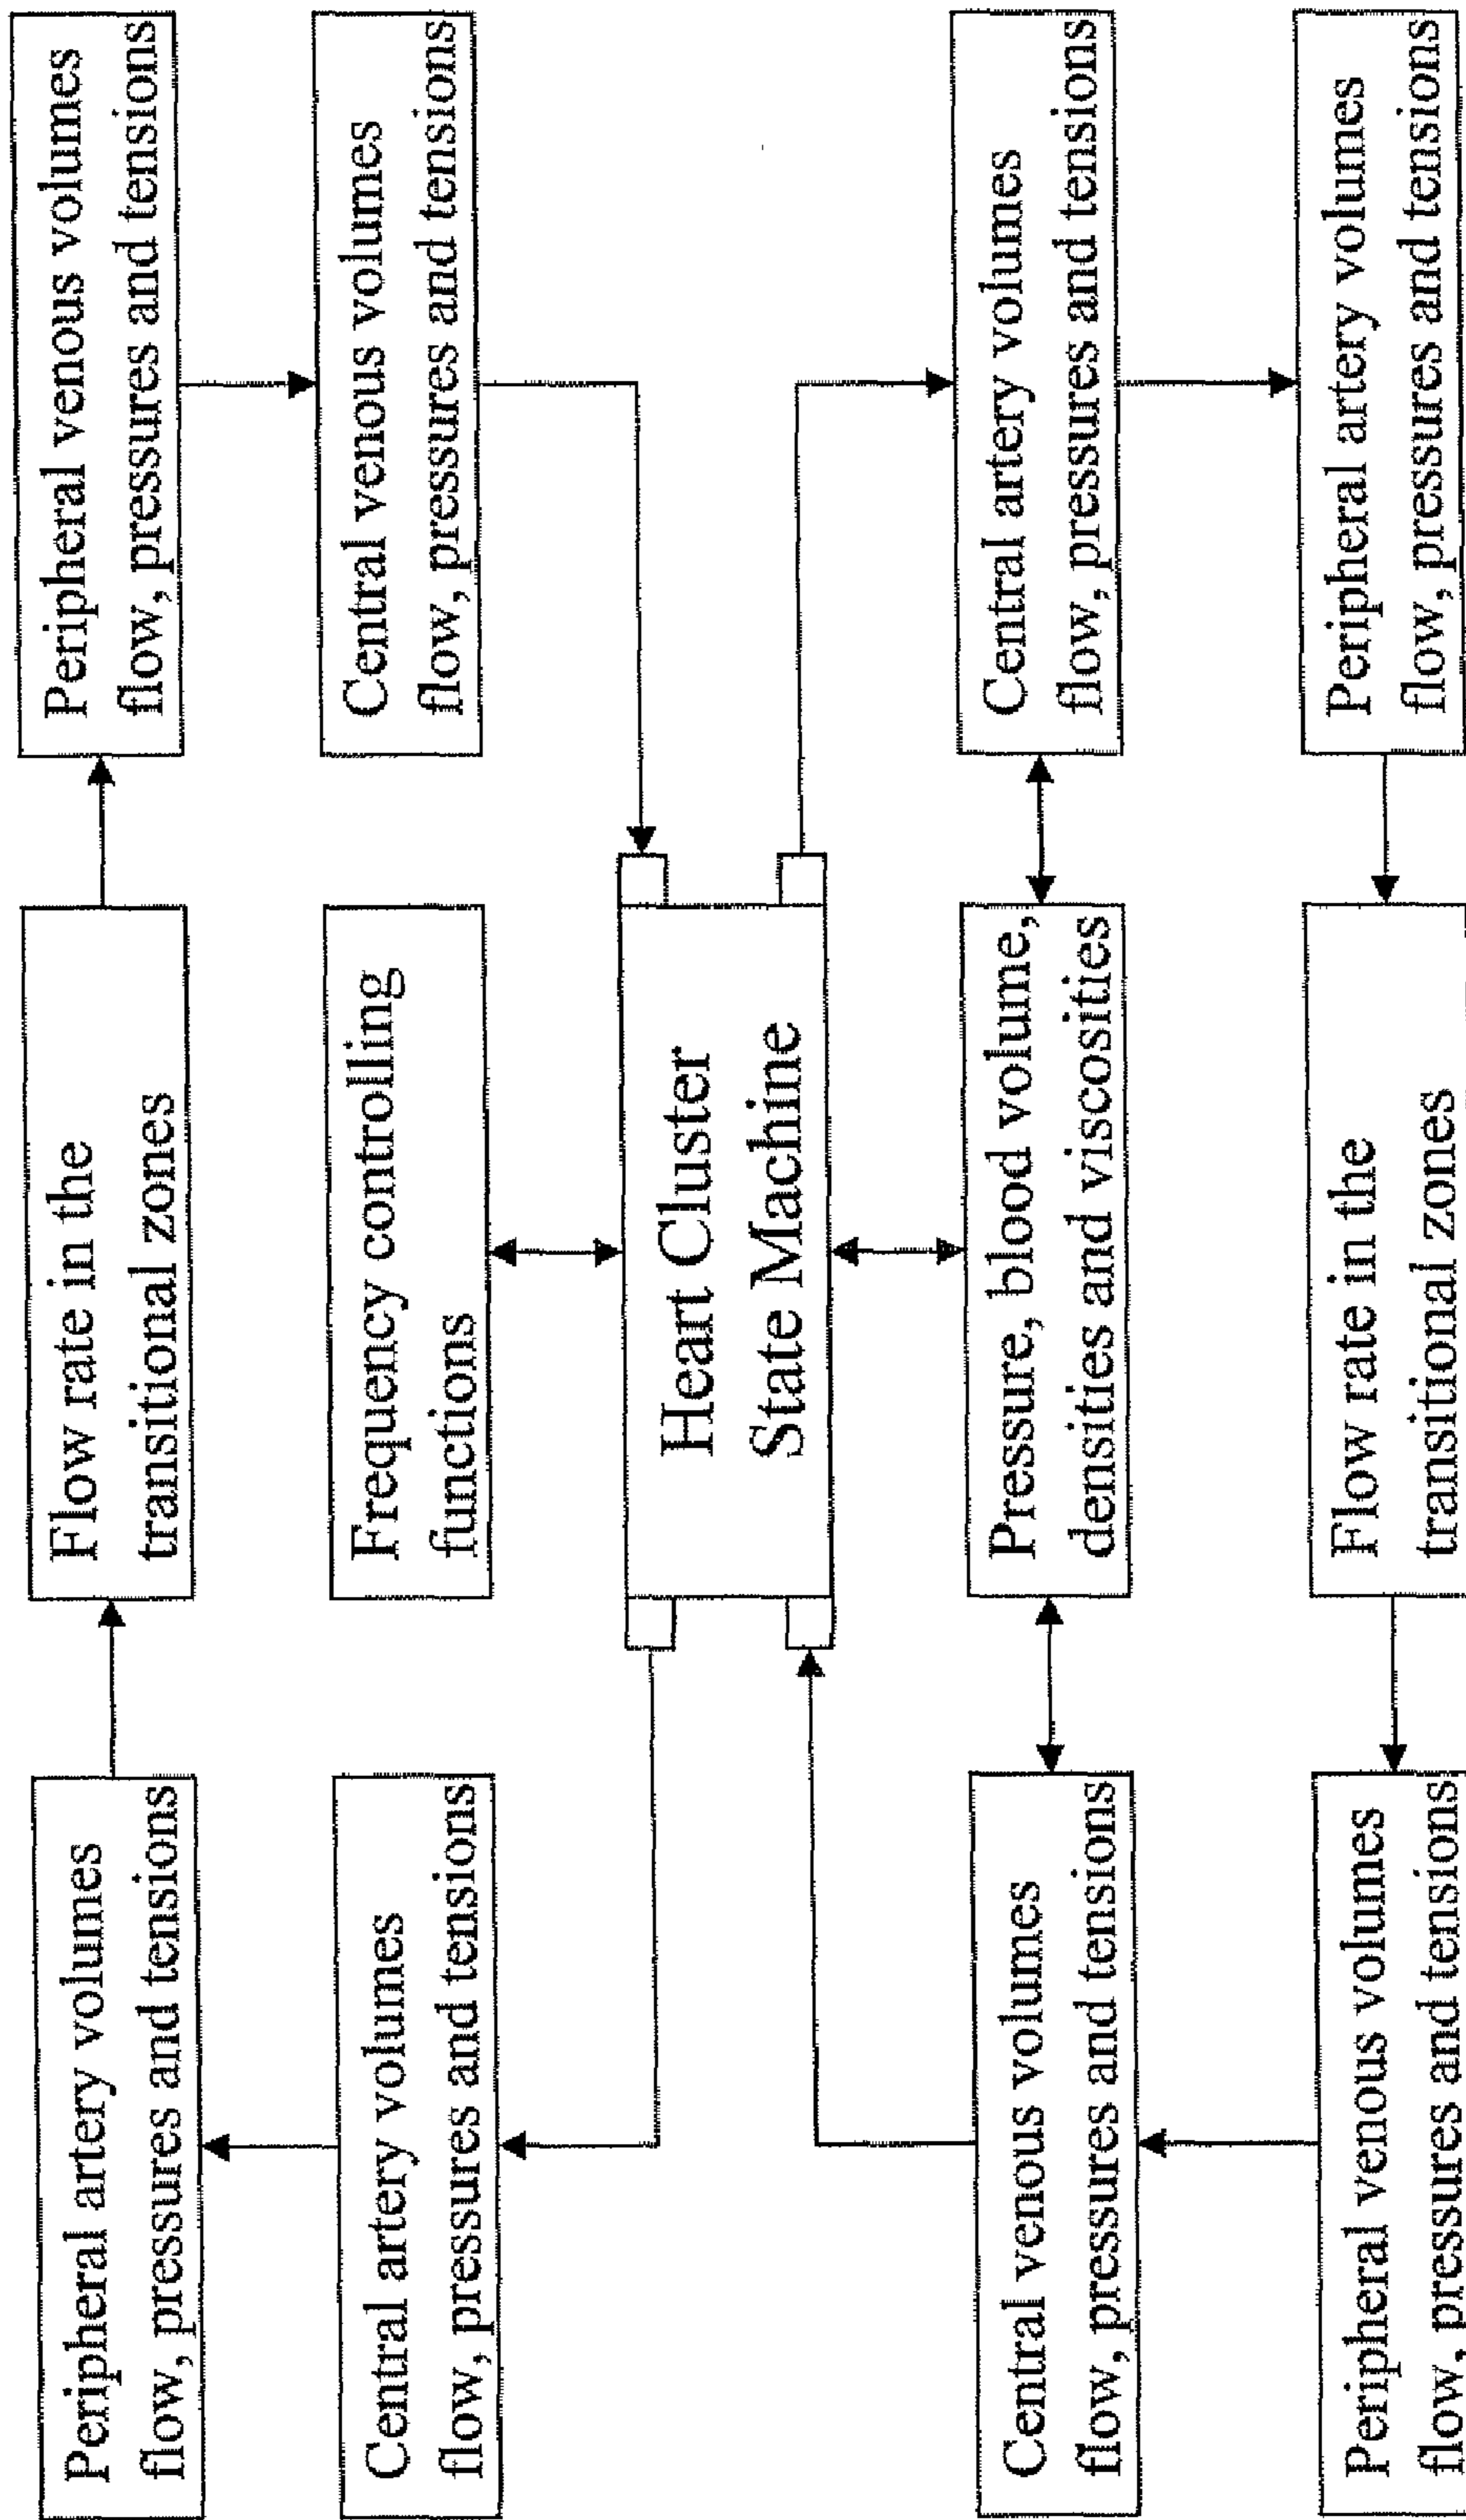 Peripheral artery volumes
flow, pressures and tensions
Flow rate in the
transitional zones
Peripheral venous volumes
flow, pressures and tensions
Central artery volumes
flow, pressures and tensions
Frequency controlling
functions
Central venous volumes
flow, pressures and tensions
Heart Cluster
State Machine
Central venous volumes
flow, pressures and tensions
Pressure, blood volume,
densities and viscosities
Central artery volumes
flow, pressures and tensions
Peripheral venous volumes
flow, pressures and tensions
Flow rate in the
transitional zones
Peripheral artery volumes
flow, pressures and tensions